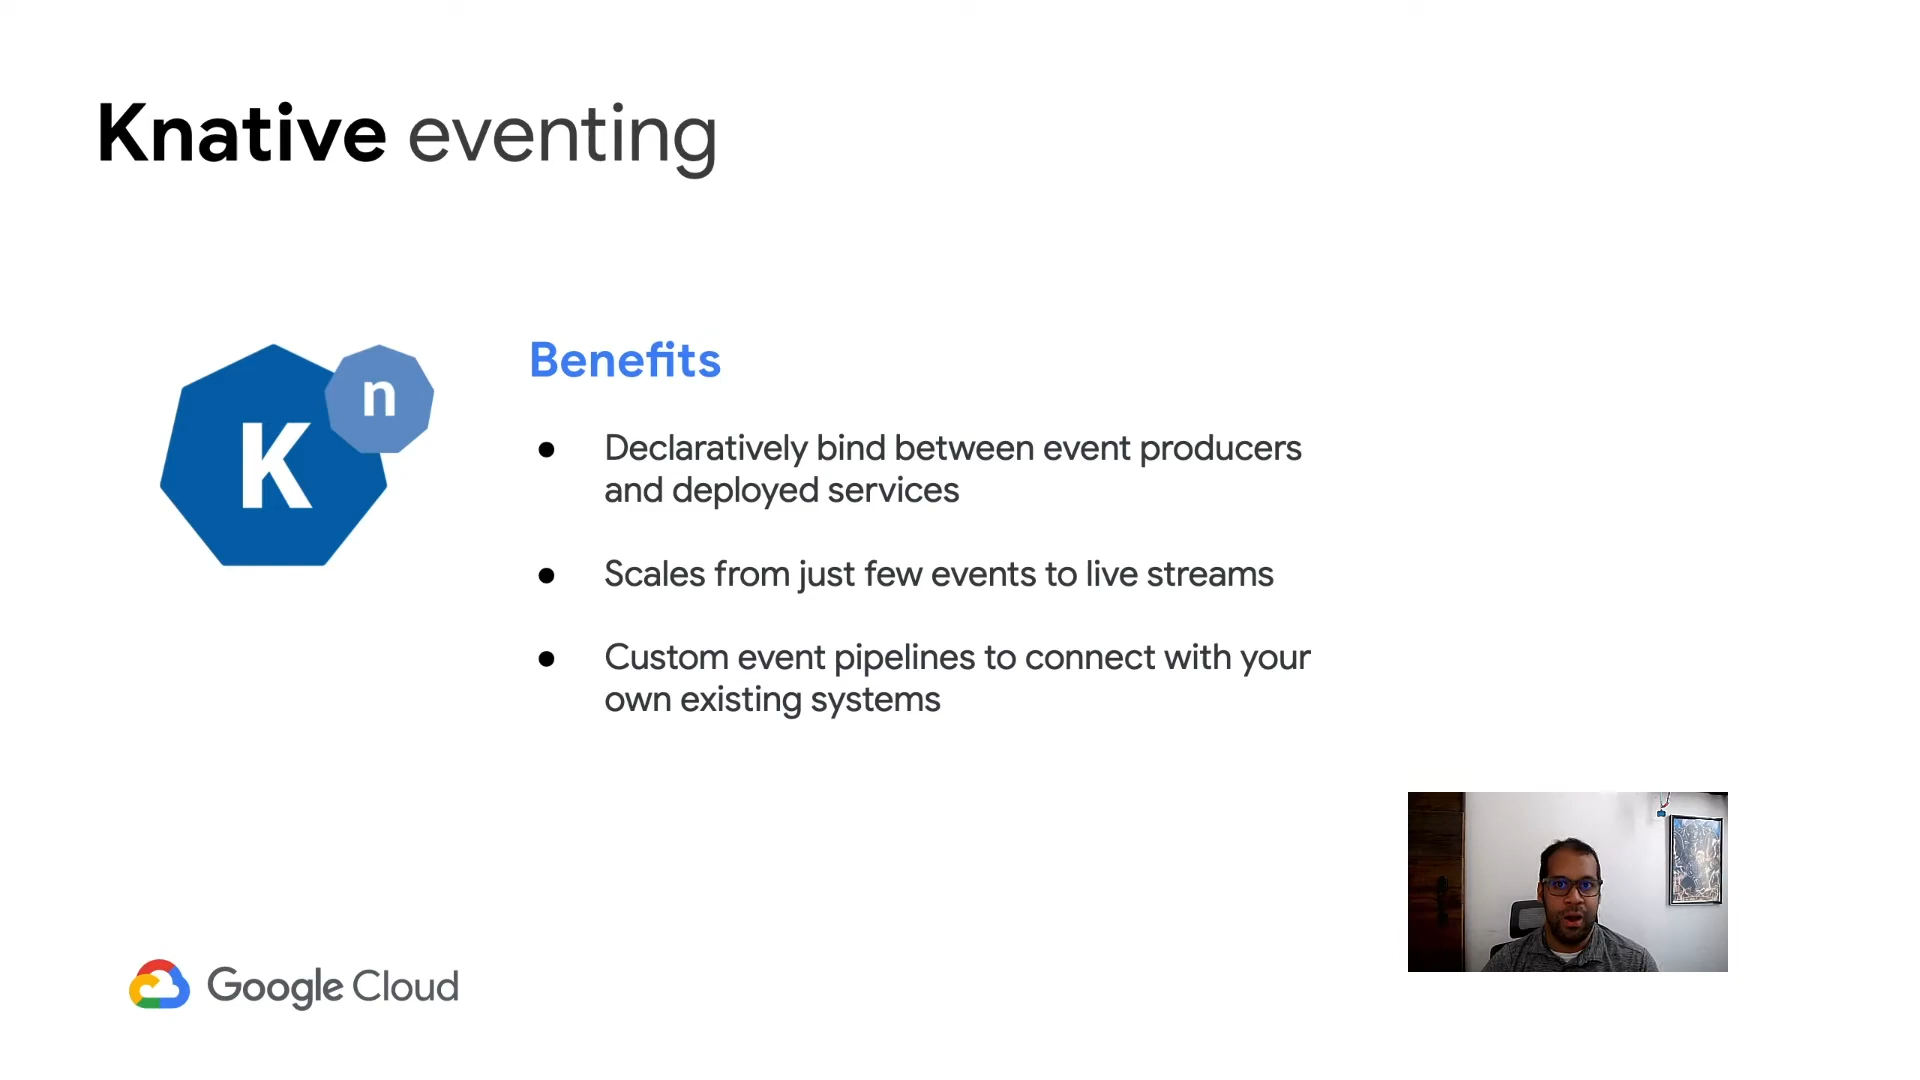 Knative eventing
K
n
Benefits
● Declaratively bind between event producers
and deployed services
● Scales from just few events to live streams
● Custom event pipelines to connect with your
own existing systems
Google Cloud